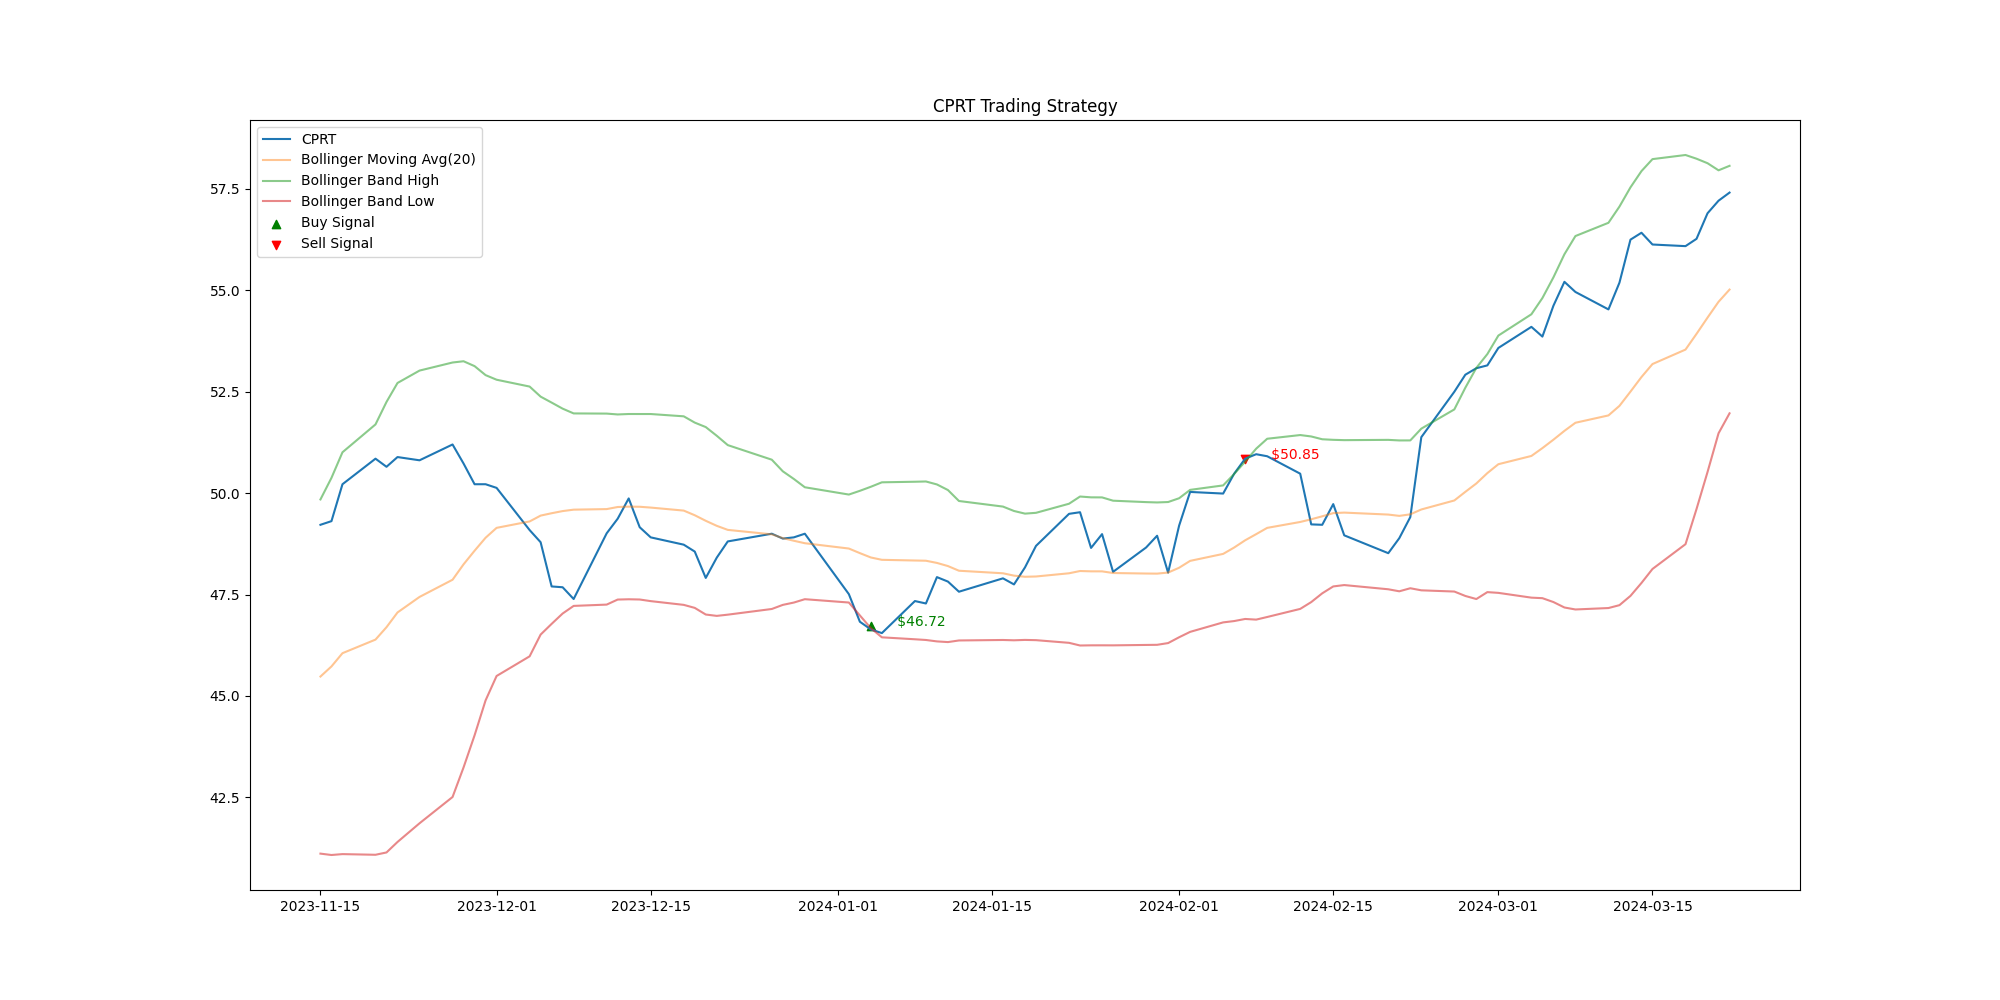 CPRT Trading Strategy
CPRT
Bollinger Moving Avg(20)
Bollinger Band High
Bollinger Band Low
Buy Signal
Sell Signal
57.5
55.0
52.5
50.0
47.5
45.0
42.5
$50.85
$46.72
2023-11-15 2023-12-01 2023-12-15 2024-01-01 2024-01-15 2024-02-01 2024-02-15 2024-03-01 2024-03-15